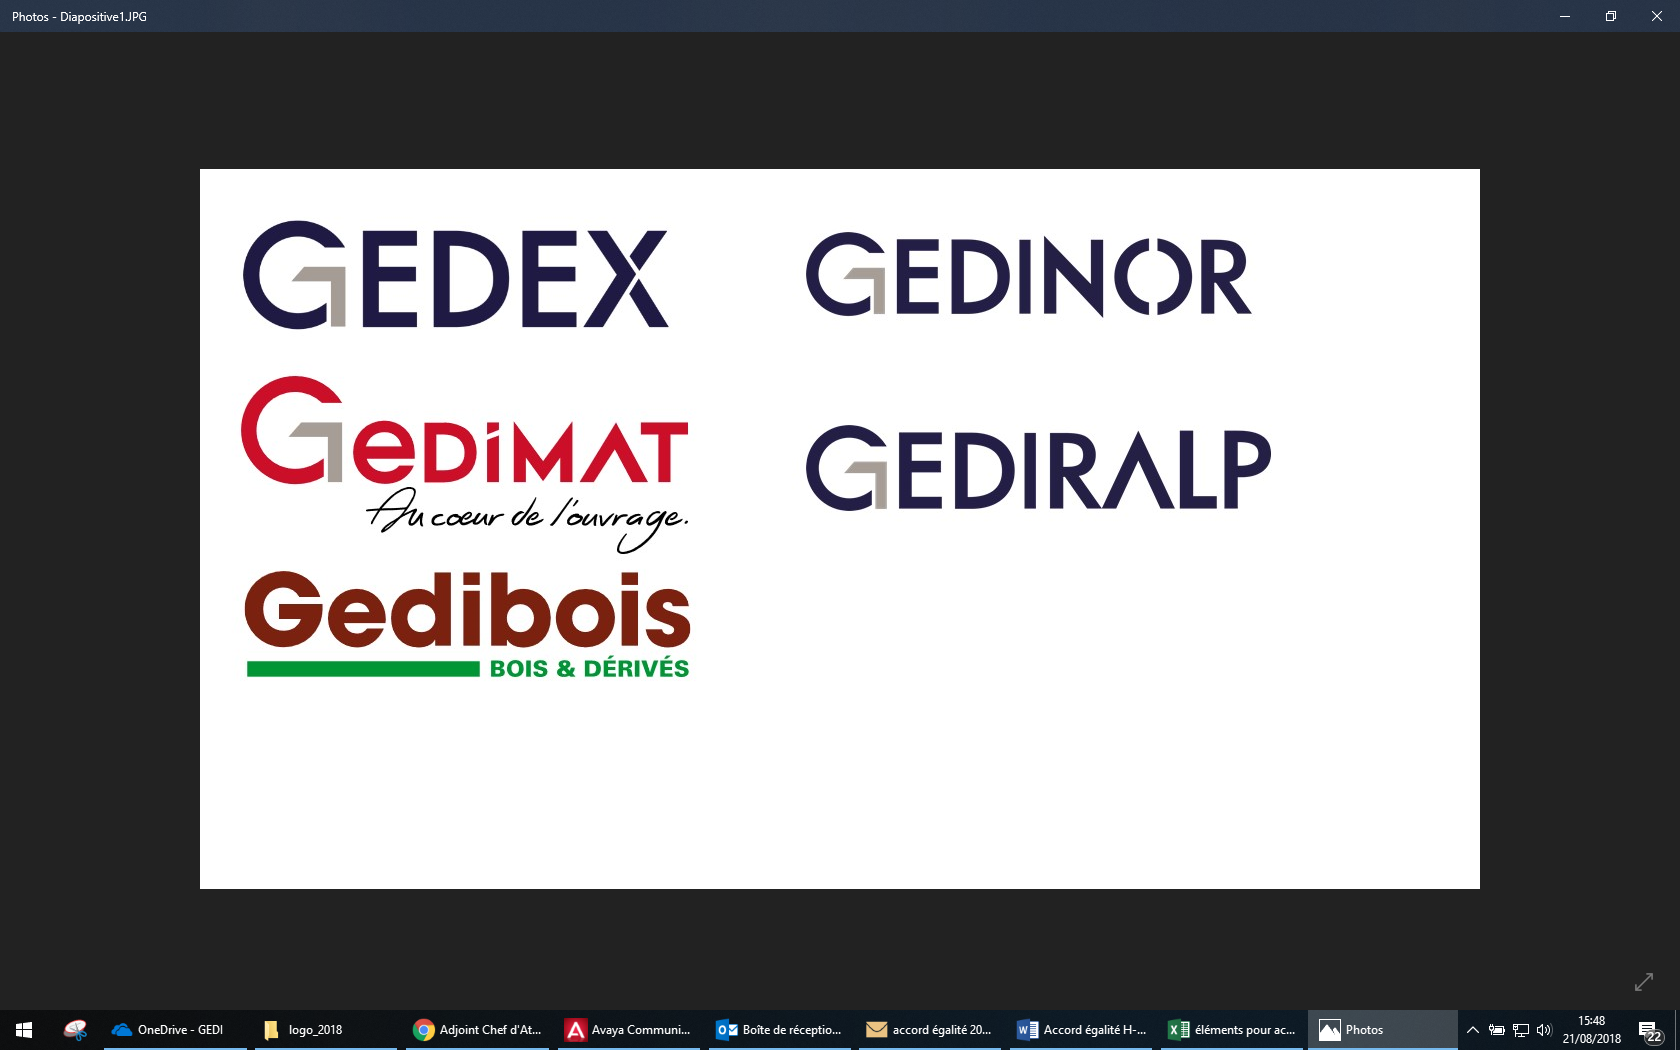 Photos - Diapositive1.JPG
GEDEX
GEDINOR
GeDiMAT
Au cœur de l'ouvrage.
GEDIRALP
Gedibois
BOIS & DÉRIVÉS
OneDrive - GEDI
logo_2018
Adjoint Chef d'At...
Avaya Communi...
Boîte de réceptio...
accord égalité 20...
Accord égalité H-...
éléments pour ac...
Photos
15:48
21/08/2018
22